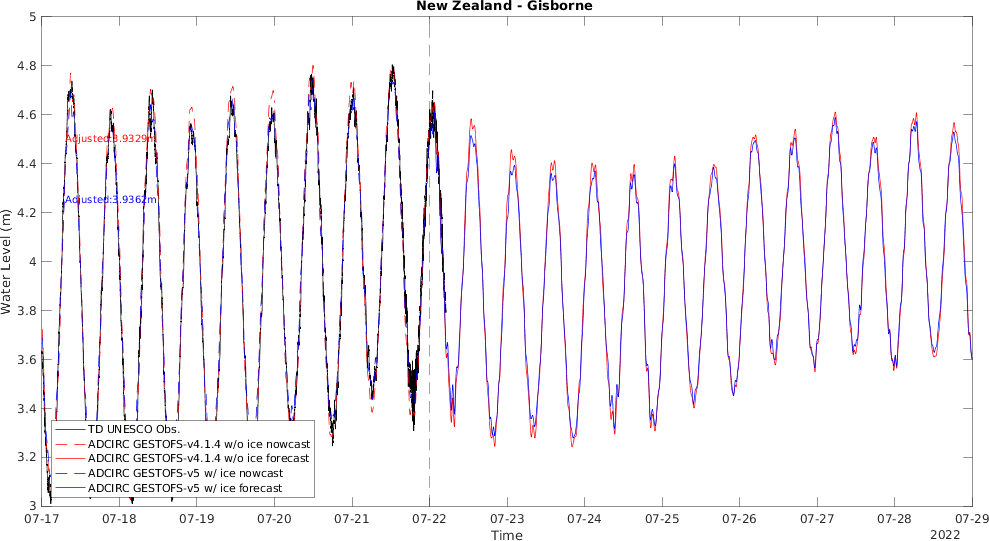 New Zealand - Gisborne
5
4.8
4.6
4.4
4.2
4
3.8
3.6
3.4
3.2
3
Water Level (m)
Adjusted:3.9329m
Adjusted:3.9362m
TD UNESCO Obs.
ADCIRC GESTOFS-v4.1.4 w/o ice nowcast
ADCIRC GESTOFS-v4.1.4 w/o ice forecast
ADCIRC GESTOFS-v5 w/ ice nowcast
ADCIRC GESTOFS-v5 w/ ice forecast
07-17 07-18 07-19 07-20 07-21 07-22 07-23 07-24 07-25 07-26 07-27 07-28 07-29
Time
2022